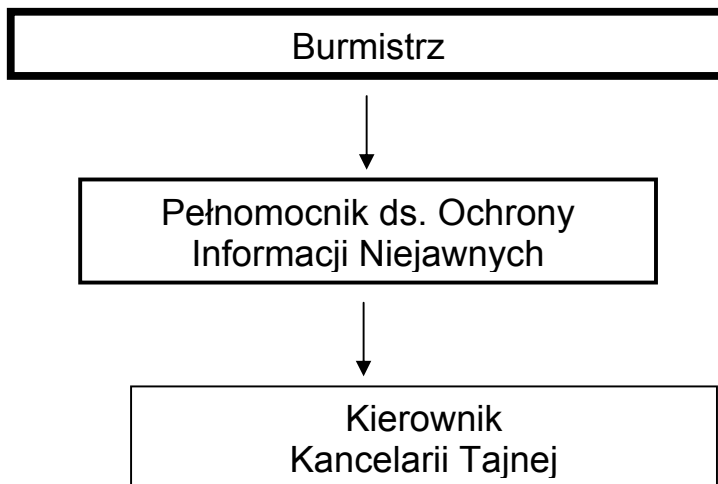 Burmistrz
Pełnomocnik ds. Ochrony
Informacji Niejawnych
Kierownik
Kancelarii Tajnej